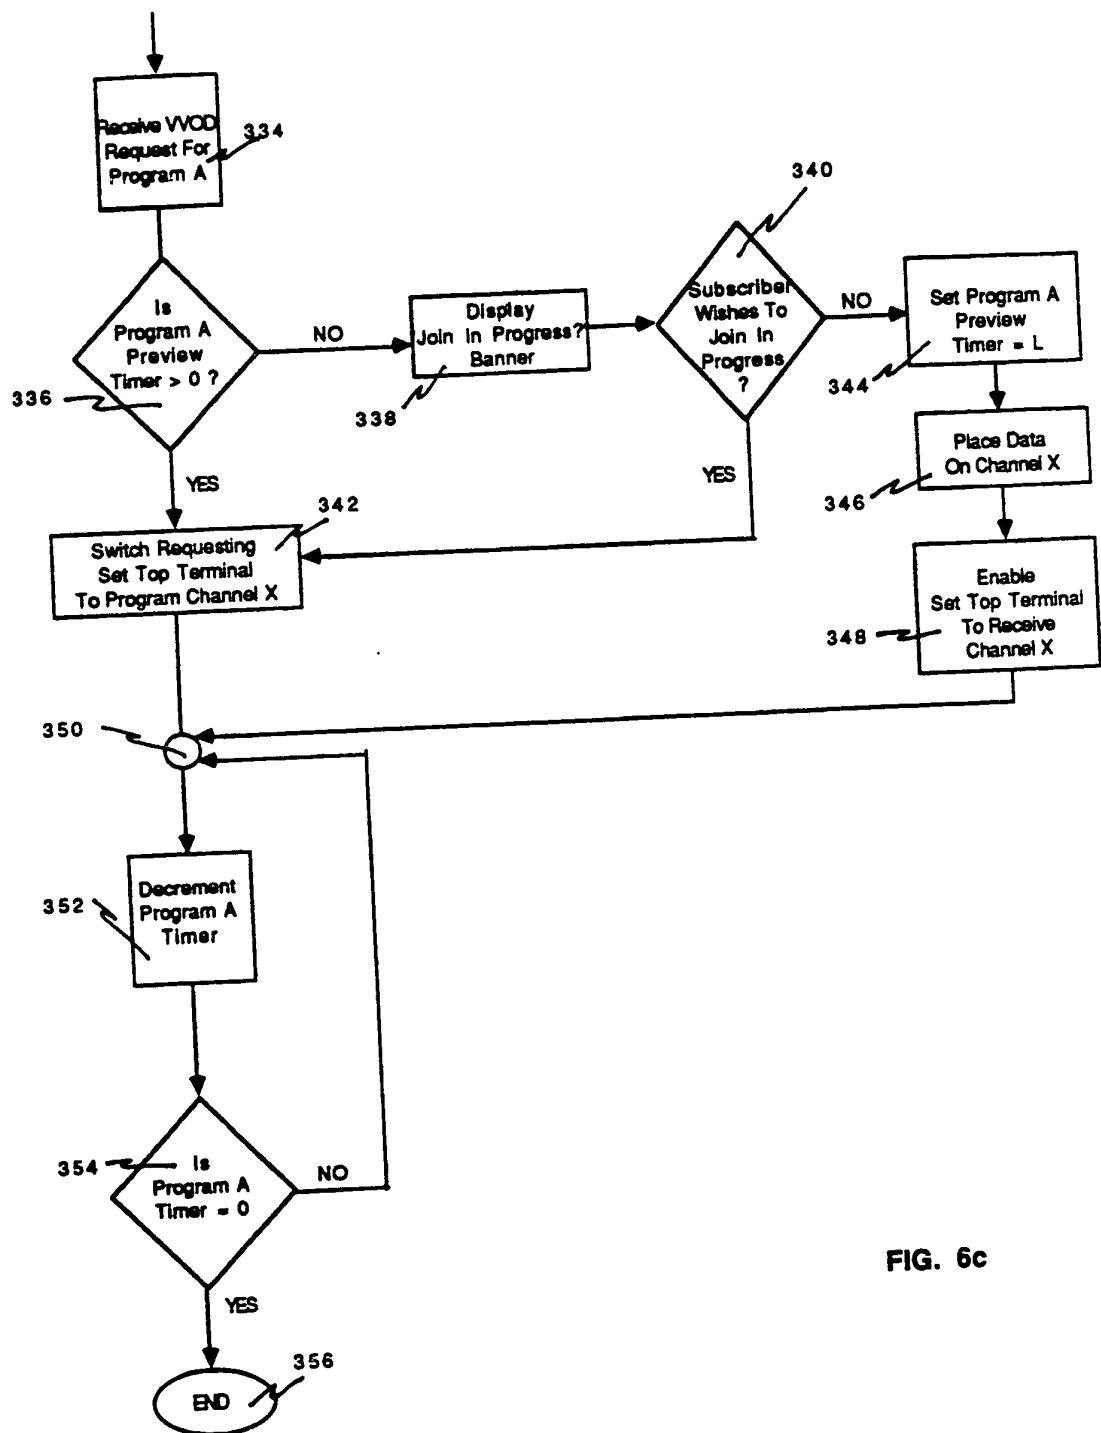 Receive VVOD
Request For
Program A
334
Is
Program A
Preview
Timer > 0 ?
336
NO
YES
Display
Join In Progress?
Banner
338
340
Subscriber
Wishes To
Join In
Progress
?
NO
YES
Set Program A
Preview
Timer = L
344
Place Data
On Channel X
346
Enable
Set Top Terminal
To Receive
Channel X
348
342
Switch Requesting
Set Top Terminal
To Program Channel X
350
Decrement
Program A
Timer
352
354
Is
Program A
Timer = 0
NO
YES
END
356
FIG. 6c